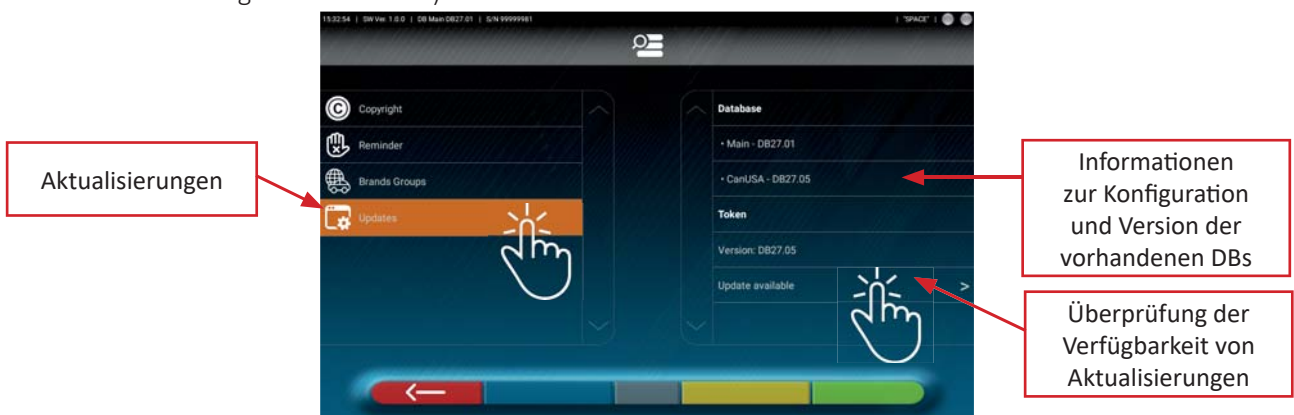 15:32:54 | SW Ver. 1.0.0 | DB Main DB27.01 | S/N 99999981 | "SPACE" |
Copyright
Reminder
Brands Groups
Updates
Database
• Main - DB27.01
• CanUSA - DB27.05
Token
Version: DB27.05
Update available >
Aktualisierungen
Informationen
zur Konfiguration
und Version der
vorhandenen DBs
Überprüfung der
Verfügbarkeit von
Aktualisierungen